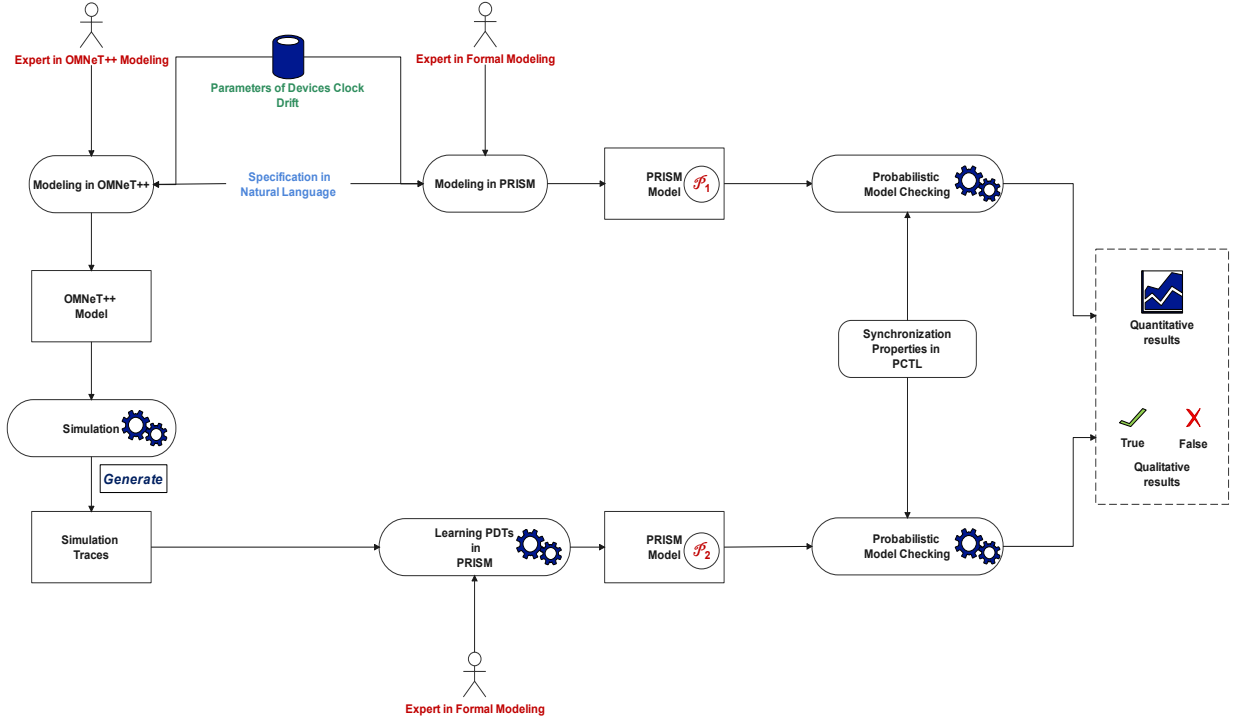 Expert in OMNeT++ Modeling
Expert in Formal Modeling
Parameters of Devices Clock
Drift
Modeling in OMNeT++
Specification in
Natural Language
Modeling in PRISM
PRISM
Model
𝒫1
Probabilistic
Model Checking
OMNeT++
Model
Synchronization
Properties in
PCTL
Quantitative
results
Simulation
True
False
Qualitative
results
Generate
Simulation
Traces
Learning PDTs
in
PRISM
PRISM
Model
𝒫2
Probabilistic
Model Checking
Expert in Formal Modeling